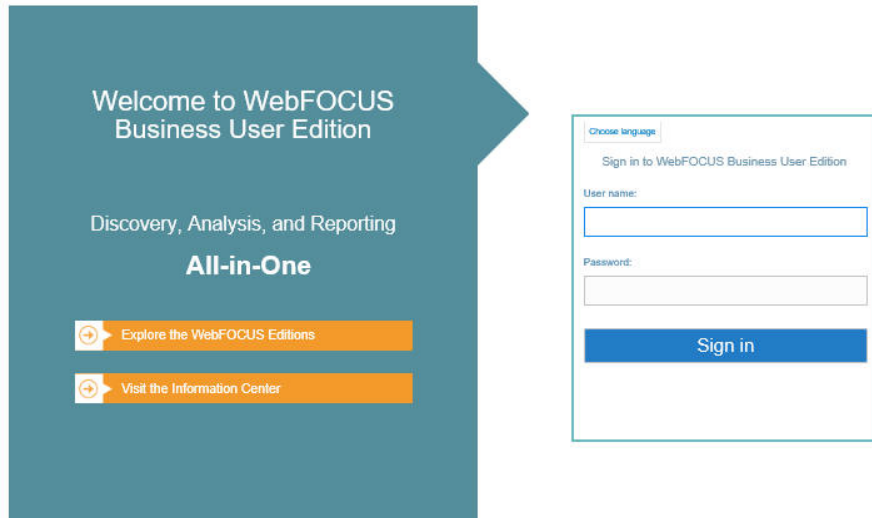 Welcome to WebFOCUS
Business User Edition
Discovery, Analysis, and Reporting
All-in-One
Explore the WebFOCUS Editions
Visit the Information Center
Choose language
Sign in to WebFOCUS Business User Edition
User name:
Password:
Sign in